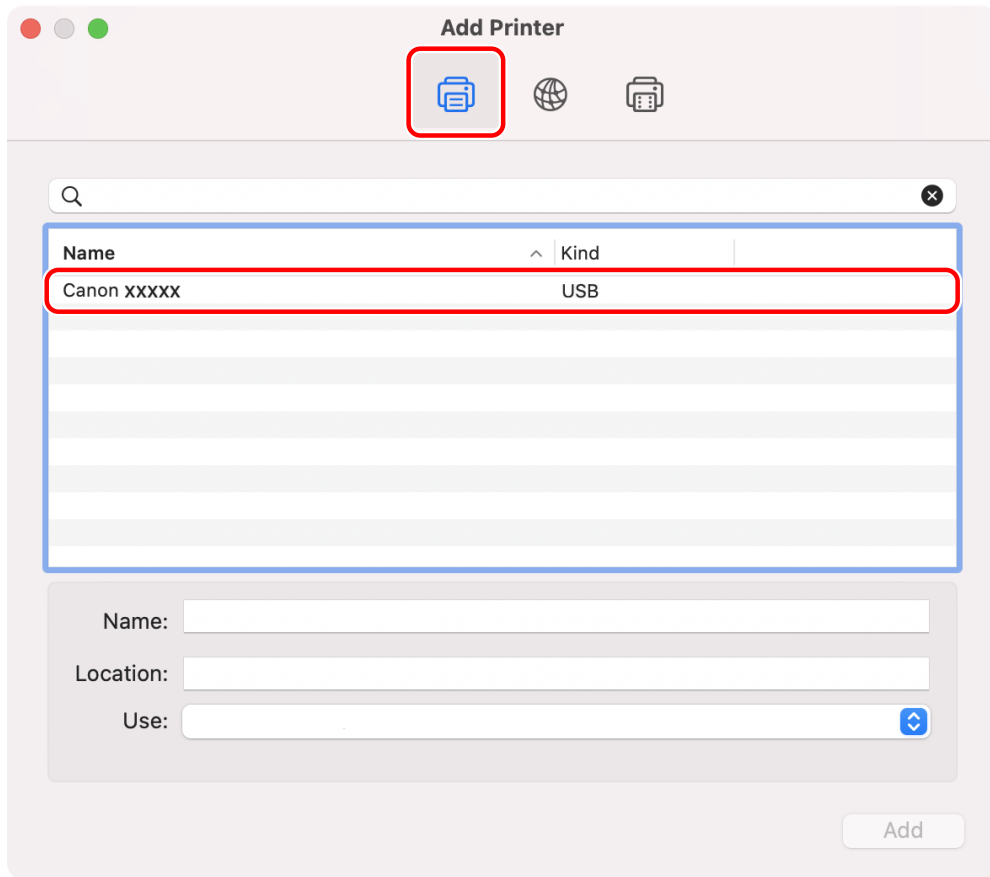 Add Printer
Name Kind
Canon xxxxx USB
Name:
Location:
Use:
Add